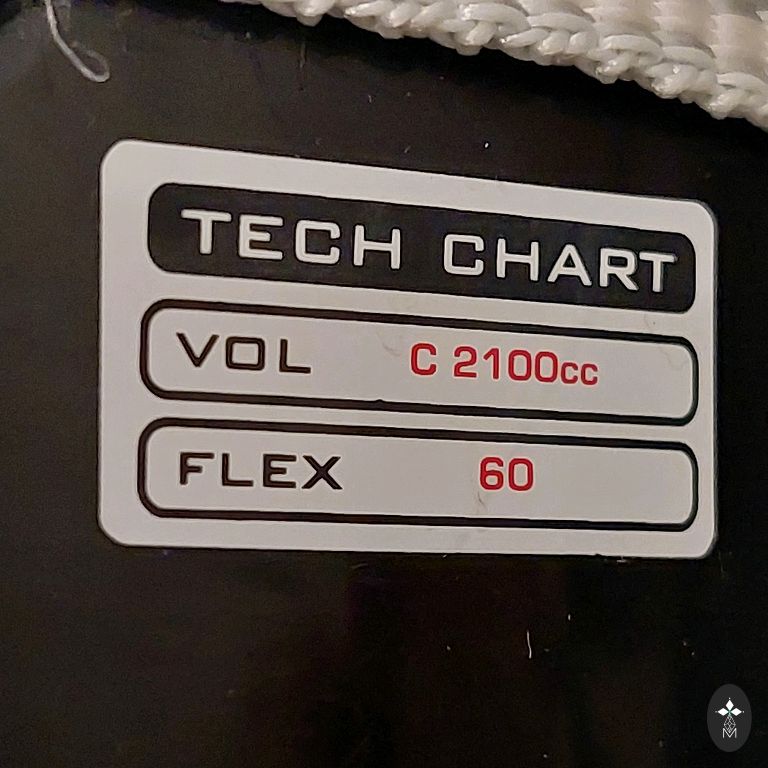 TECH CHART
VOL C 2100cc
FLEX 60
M